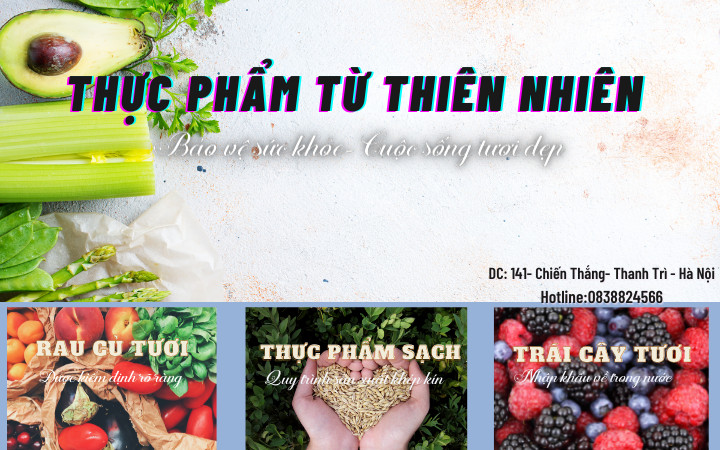 THỰC PHẨM TỪ THIÊN NHIÊN
Bảo vệ sức khỏe- Cuộc sống tươi đẹp
DC: 141- Chiến Thắng- Thanh Trì - Hà Nội
Hotline:0838824566
RAU CỦ TƯƠI
Được kiểm định rõ ràng
THỰC PHẨM SẠCH
Quy trình sản xuất khép kín
TRÁI CÂY TƯƠI
Nhập khẩu về trong nước